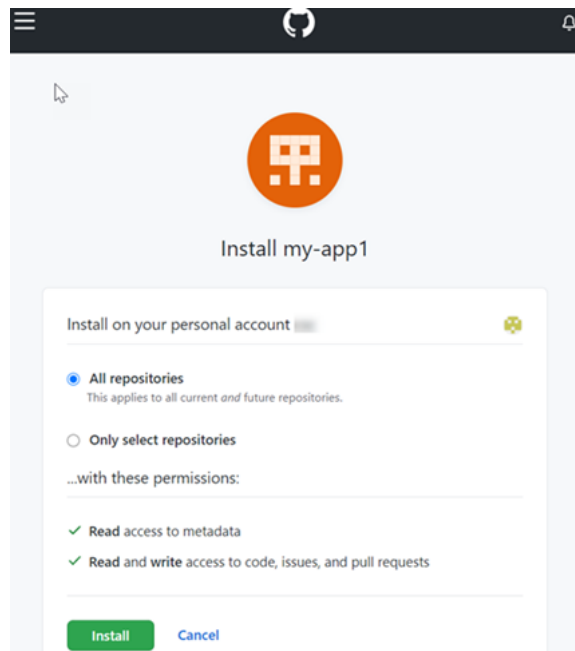 Install my-app1
Install on your personal account
All repositories
This applies to all current and future repositories.
Only select repositories
...with these permissions:
Read access to metadata
Read and write access to code, issues, and pull requests
Install Cancel